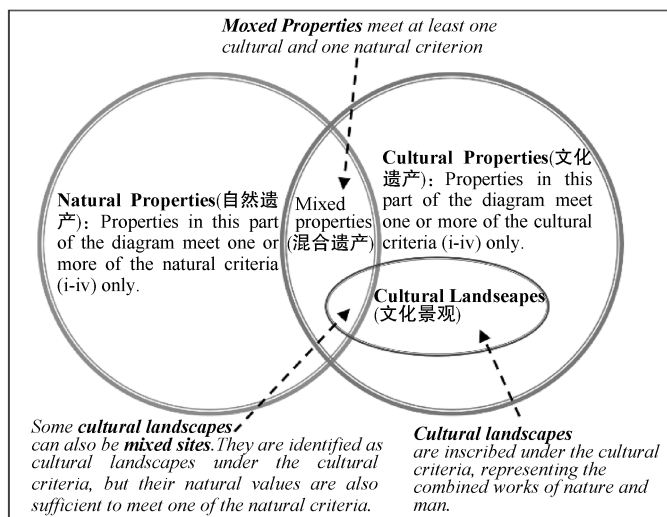 Moxed Properties meet at least one
cultural and one natural criterion
Natural Properties(自然遗
产)：Properties in this part
of the diagram meet one or
more of the natural criteria
(i-iv) only.
Mixed
properties
(混合遗产)
Cultural Properties(文化
遗产)：Properties in this
part of the diagram meet
one or more of the cultural
criteria (i-iv) only.
Cultural Landseapes
(文化景观)
Some cultural landscapes
can also be mixed sites.They are identified as
cultural landscapes under the cultural
criteria, but their natural values are also
sufficient to meet one of the natural criteria.
Cultural landscapes
are inscribed under the cultural
criteria, representing the
combined works of nature and
man.